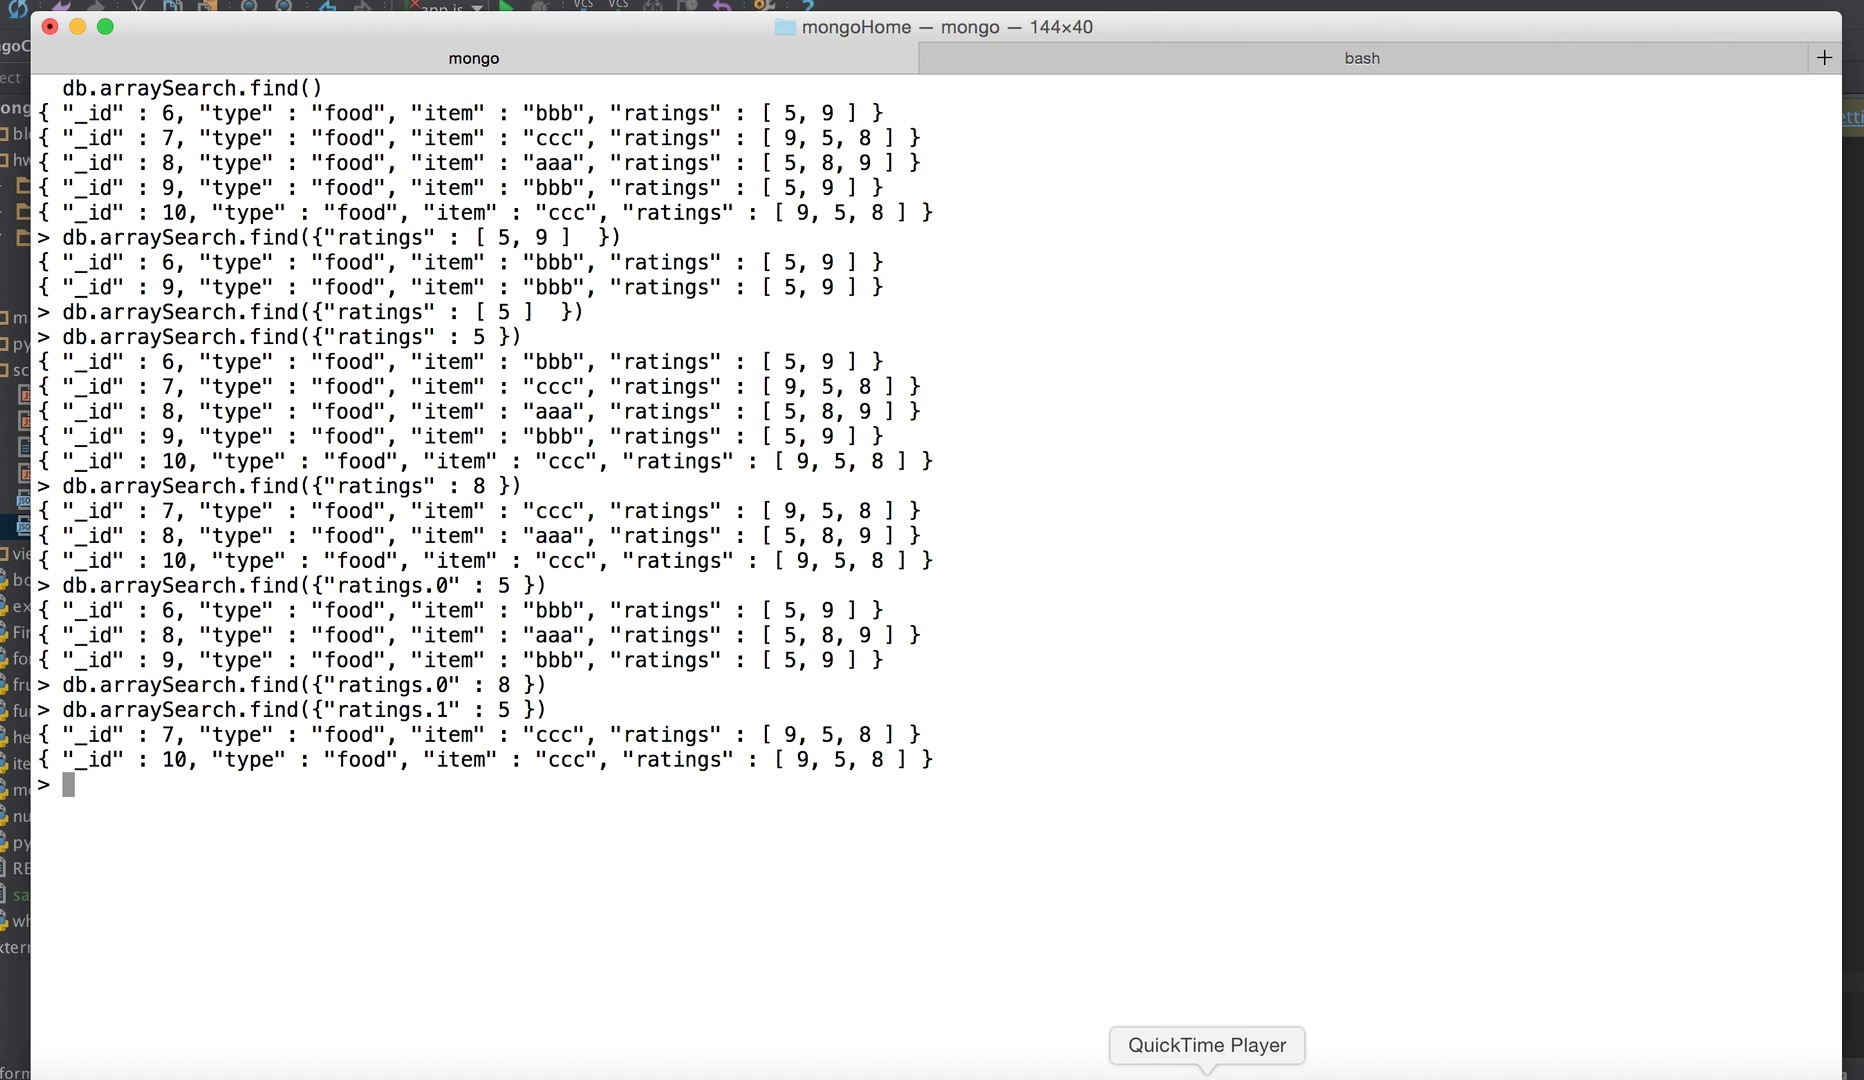 mongoHome — mongo — 144×40
mongo
bash
+
db.arraySearch.find()
{ "_id" : 6, "type" : "food", "item" : "bbb", "ratings" : [ 5, 9 ] }
{ "_id" : 7, "type" : "food", "item" : "ccc", "ratings" : [ 9, 5, 8 ] }
{ "_id" : 8, "type" : "food", "item" : "aaa", "ratings" : [ 5, 8, 9 ] }
{ "_id" : 9, "type" : "food", "item" : "bbb", "ratings" : [ 5, 9 ] }
{ "_id" : 10, "type" : "food", "item" : "ccc", "ratings" : [ 9, 5, 8 ] }
> db.arraySearch.find({"ratings" : [ 5, 9 ]  })
{ "_id" : 6, "type" : "food", "item" : "bbb", "ratings" : [ 5, 9 ] }
{ "_id" : 9, "type" : "food", "item" : "bbb", "ratings" : [ 5, 9 ] }
> db.arraySearch.find({"ratings" : [ 5 ]  })
> db.arraySearch.find({"ratings" : 5 })
{ "_id" : 6, "type" : "food", "item" : "bbb", "ratings" : [ 5, 9 ] }
{ "_id" : 7, "type" : "food", "item" : "ccc", "ratings" : [ 9, 5, 8 ] }
{ "_id" : 8, "type" : "food", "item" : "aaa", "ratings" : [ 5, 8, 9 ] }
{ "_id" : 9, "type" : "food", "item" : "bbb", "ratings" : [ 5, 9 ] }
{ "_id" : 10, "type" : "food", "item" : "ccc", "ratings" : [ 9, 5, 8 ] }
> db.arraySearch.find({"ratings" : 8 })
{ "_id" : 7, "type" : "food", "item" : "ccc", "ratings" : [ 9, 5, 8 ] }
{ "_id" : 8, "type" : "food", "item" : "aaa", "ratings" : [ 5, 8, 9 ] }
{ "_id" : 10, "type" : "food", "item" : "ccc", "ratings" : [ 9, 5, 8 ] }
> db.arraySearch.find({"ratings.0" : 5 })
{ "_id" : 6, "type" : "food", "item" : "bbb", "ratings" : [ 5, 9 ] }
{ "_id" : 8, "type" : "food", "item" : "aaa", "ratings" : [ 5, 8, 9 ] }
{ "_id" : 9, "type" : "food", "item" : "bbb", "ratings" : [ 5, 9 ] }
> db.arraySearch.find({"ratings.0" : 8 })
> db.arraySearch.find({"ratings.1" : 5 })
{ "_id" : 7, "type" : "food", "item" : "ccc", "ratings" : [ 9, 5, 8 ] }
{ "_id" : 10, "type" : "food", "item" : "ccc", "ratings" : [ 9, 5, 8 ] }
>
QuickTime Player